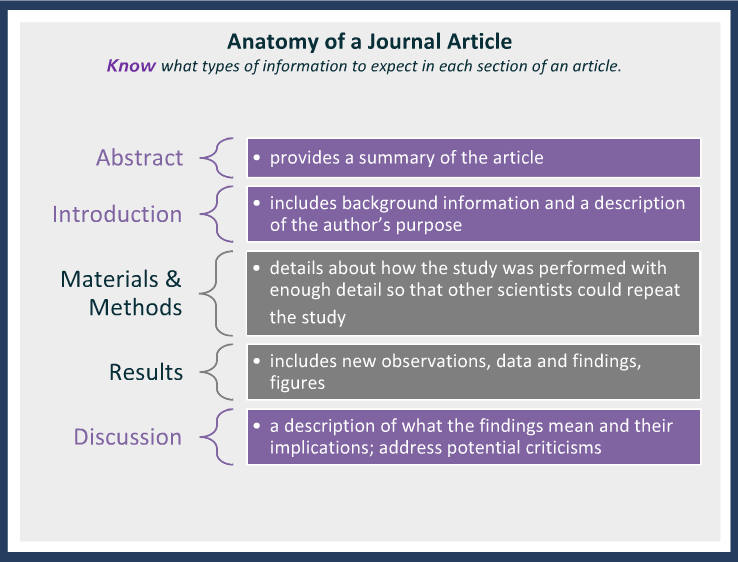 Anatomy of a Journal Article
Know what types of information to expect in each section of an article.
Abstract
• provides a summary of the article
Introduction
• includes background information and a description
of the author’s purpose
Materials &
Methods
• details about how the study was performed with
enough detail so that other scientists could repeat
the study
Results
• includes new observations, data and findings,
figures
Discussion
• a description of what the findings mean and their
implications; address potential criticisms